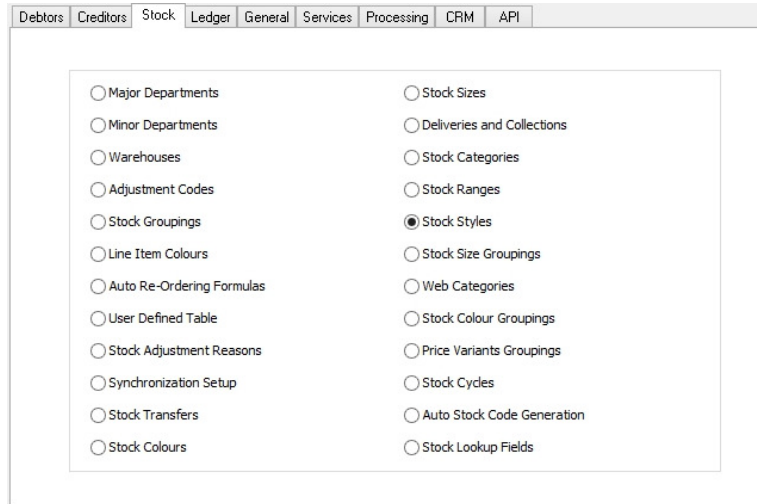 Debtors Creditors Stock Ledger General Services Processing CRM API
Major Departments
Minor Departments
Warehouses
Adjustment Codes
Stock Groupings
Line Item Colours
Auto Re-Ordering Formulas
User Defined Table
Stock Adjustment Reasons
Synchronization Setup
Stock Transfers
Stock Colours
Stock Sizes
Deliveries and Collections
Stock Categories
Stock Ranges
Stock Styles
Stock Size Groupings
Web Categories
Stock Colour Groupings
Price Variants Groupings
Stock Cycles
Auto Stock Code Generation
Stock Lookup Fields